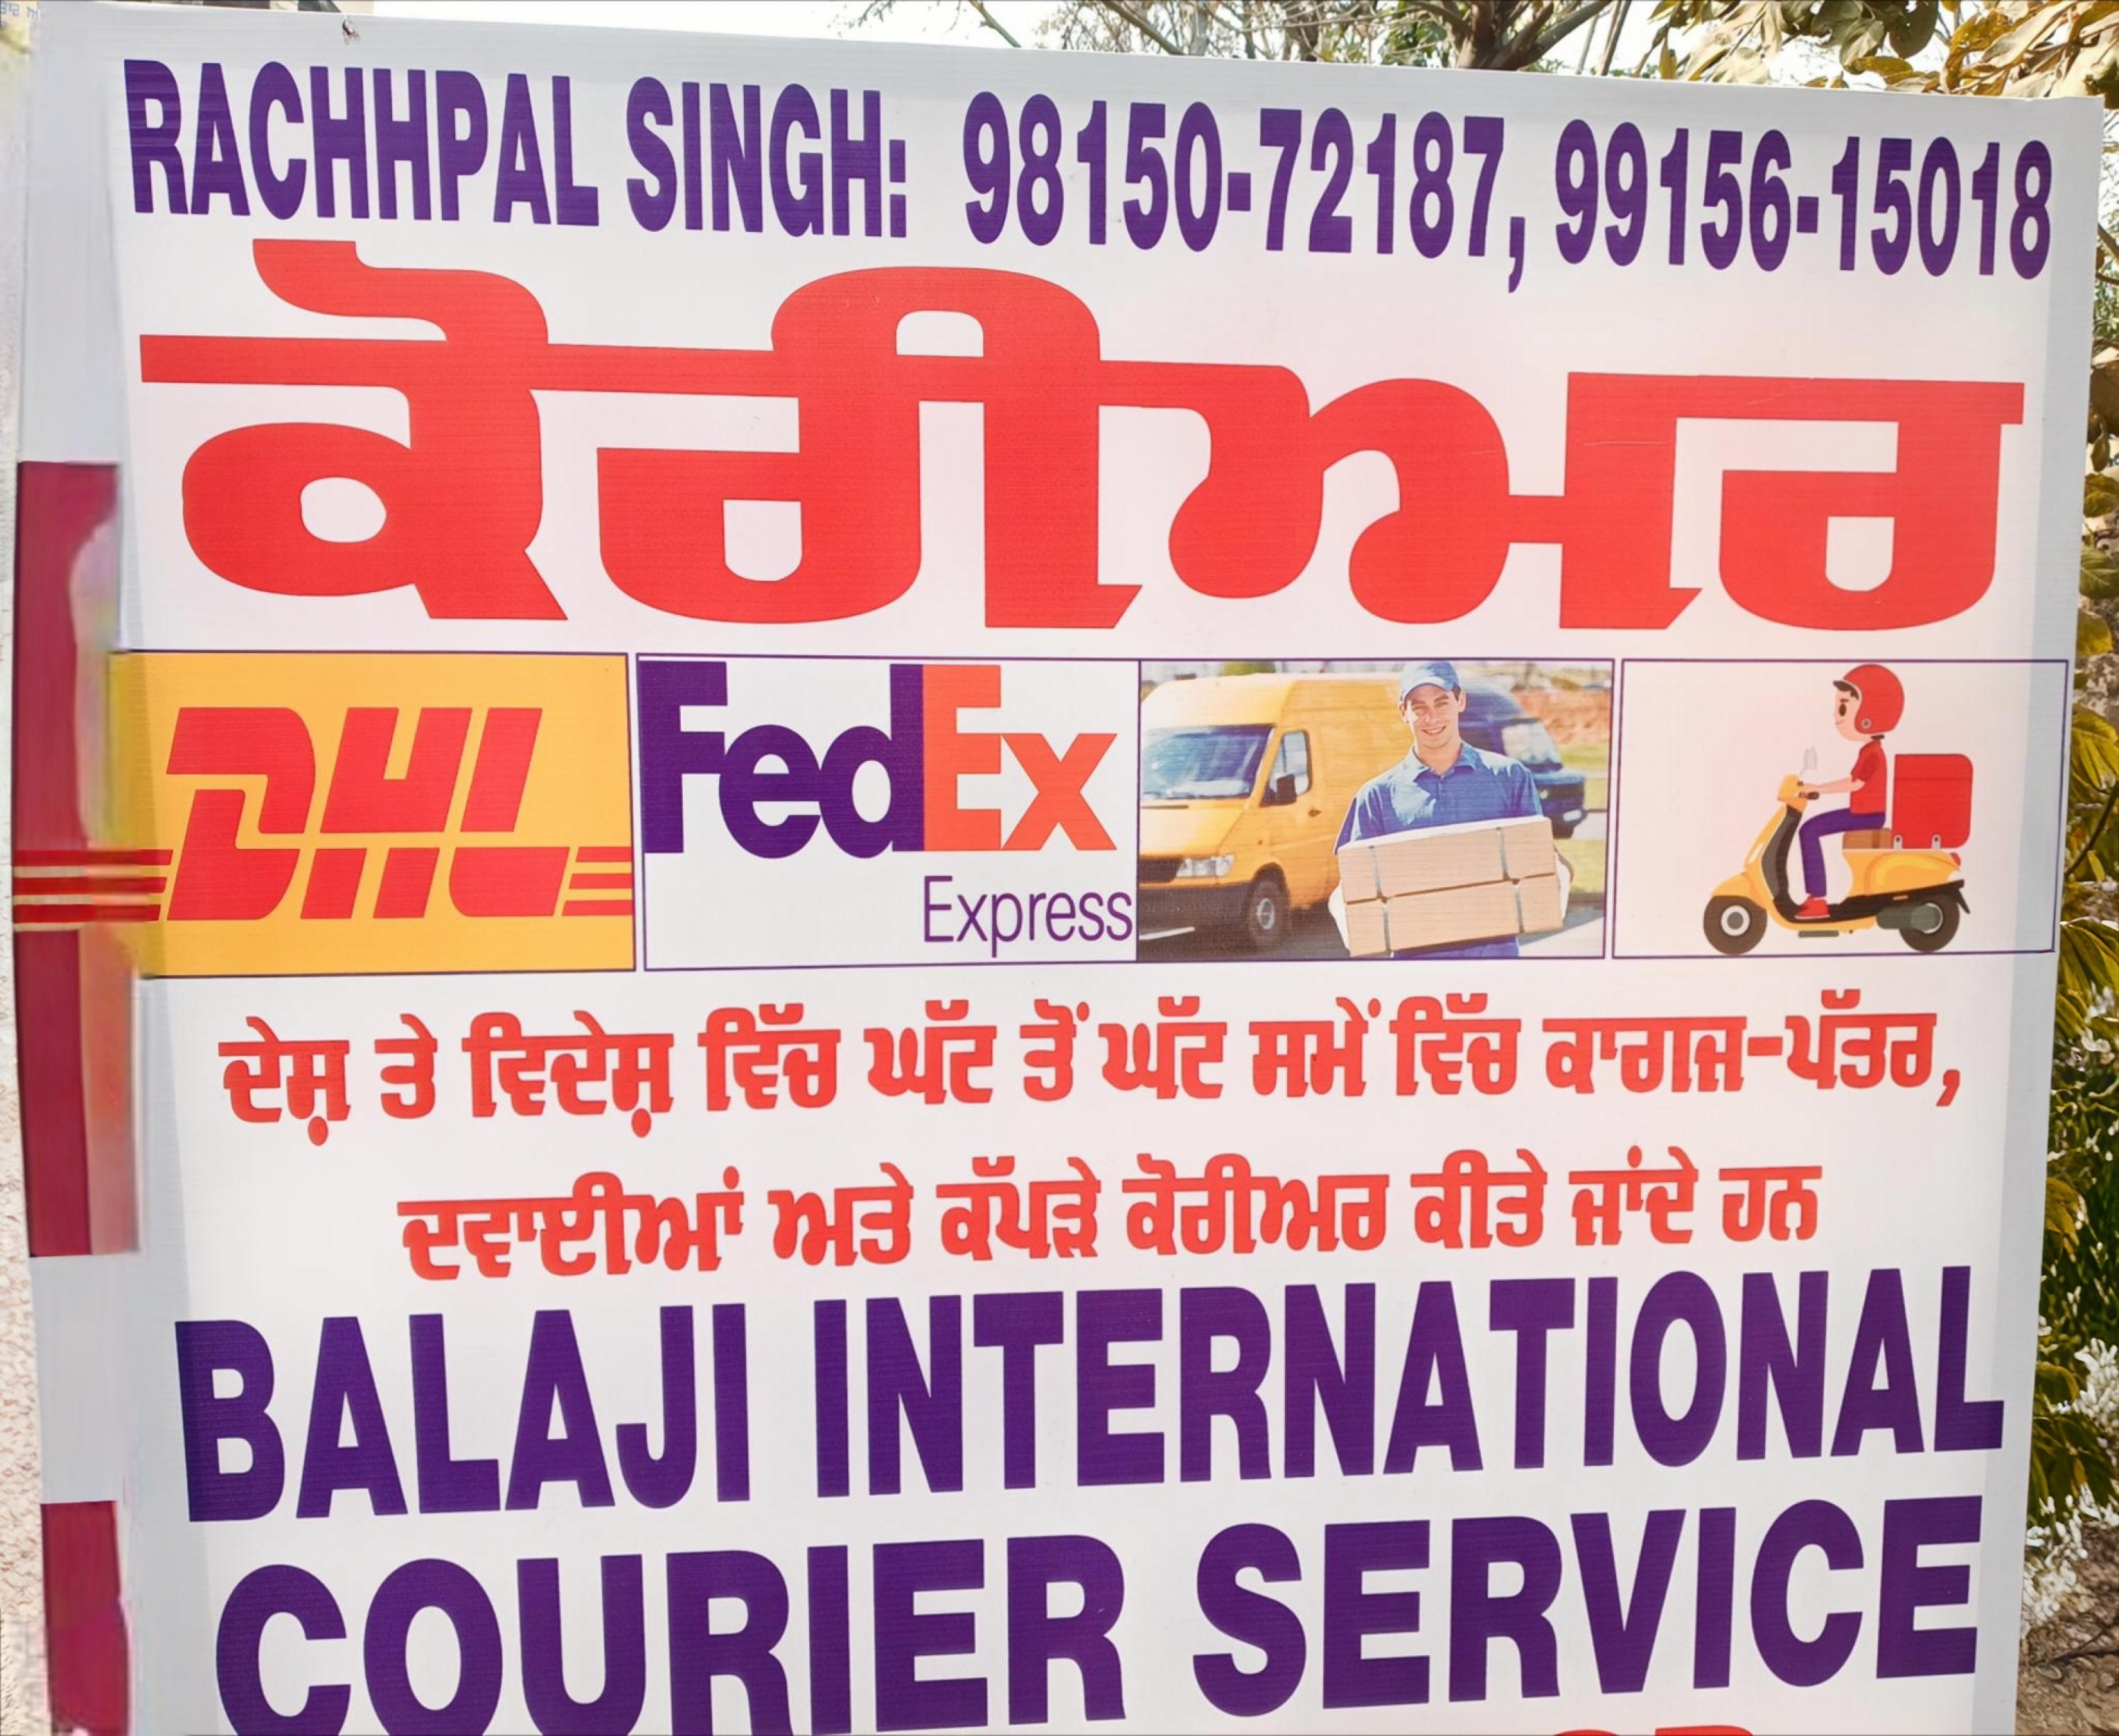 RACHHPAL SINGH: 98150-72187, 99156-15018
ਕੋਰੀਅਰ
DHL FedEx
Express
ਦੇਸ਼ ਤੇ ਵਿਦੇਸ਼ ਵਿੱਚ ਘੱਟ ਤੋਂ ਘੱਟ ਸਮੇਂ ਵਿੱਚ ਕਾਗਜ-ਪੱਤਰ,
ਦਵਾਈਆਂ ਅਤੇ ਕੱਪੜੇ ਕੋਰੀਅਰ ਕੀਤੇ ਜਾਂਦੇ ਹਨ
BALAJI INTERNATIONAL
COURIER SERVICE